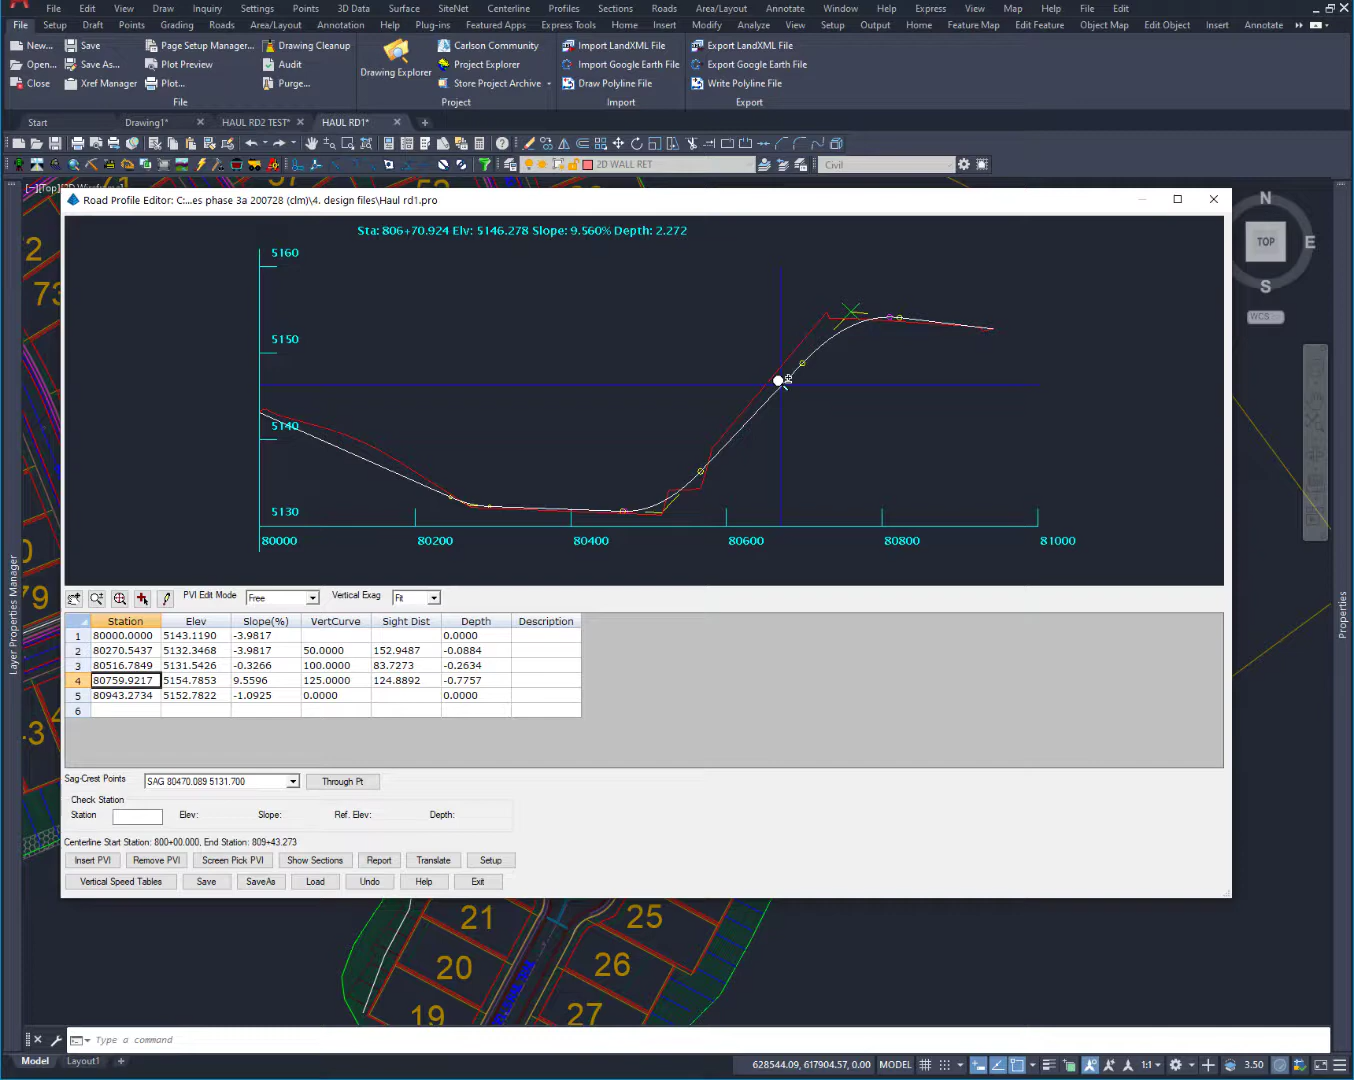 File Edit View Draw Inquiry Settings Points 3D Data Surface SiteNet Centerline Profiles Sections Roads Area/Layout Annotate Window Help Express Tools View Map Help File Edit
File Setup Draft Points Grading Area/Layout Annotation Help Plug-ins Featured Apps Express Tools Home Insert Modify Analyze View Setup Output Home Feature Map Edit Feature Object Map Edit Object Insert Annotate
New... Save Page Setup Manager... Drawing Cleanup Carlson Community Import LandXML File Export LandXML File
Open... Save As... Plot Preview Audit Drawing Explorer Project Explorer Import Google Earth File Export Google Earth File
Close Xref Manager Plot... Purge... Store Project Archive Draw Polyline File Write Polyline File
File Project Import Export
Start Drawing1* HAUL RD2 TEST* HAUL RD1*
2D WALL RET Civil
[−][Top][2D Wireframe]
Road Profile Editor: C:...es phase 3a 200728 (clm)\4. design files\Haul rd1.pro
N
TOP E
S
WCS
Sta: 806+70.924 Elv: 5146.278 Slope: 9.560% Depth: 2.272
5160
5150
5140
5130
80000 80200 80400 80600 80800 81000
PVI Edit Mode Free Vertical Exag Fit
Station Elev Slope(%) VertCurve Sight Dist Depth Description
1 80000.0000 5143.1190 -3.9817 0.0000
2 80270.5437 5132.3468 -3.9817 50.0000 152.9487 -0.0884
3 80516.7849 5131.5426 -0.3266 100.0000 83.7273 -0.2634
4 80759.9217 5154.7853 9.5596 125.0000 124.8892 -0.7757
5 80943.2734 5152.7822 -1.0925 0.0000 0.0000
6
Sag-Crest Points SAG 80470.089 5131.700 Through Pt
Check Station
Station Elev: Slope: Ref. Elev: Depth:
Centerline Start Station: 800+00.000, End Station: 809+43.273
Insert PVI Remove PVI Screen Pick PVI Show Sections Report Translate Setup
Vertical Speed Tables Save SaveAs Load Undo Help Exit
Layer Properties Manager
Properties
21 25
20 26
19 27
Type a command
Model Layout1 + 628544.09, 617904.57, 0.00 MODEL 1:1 3.50